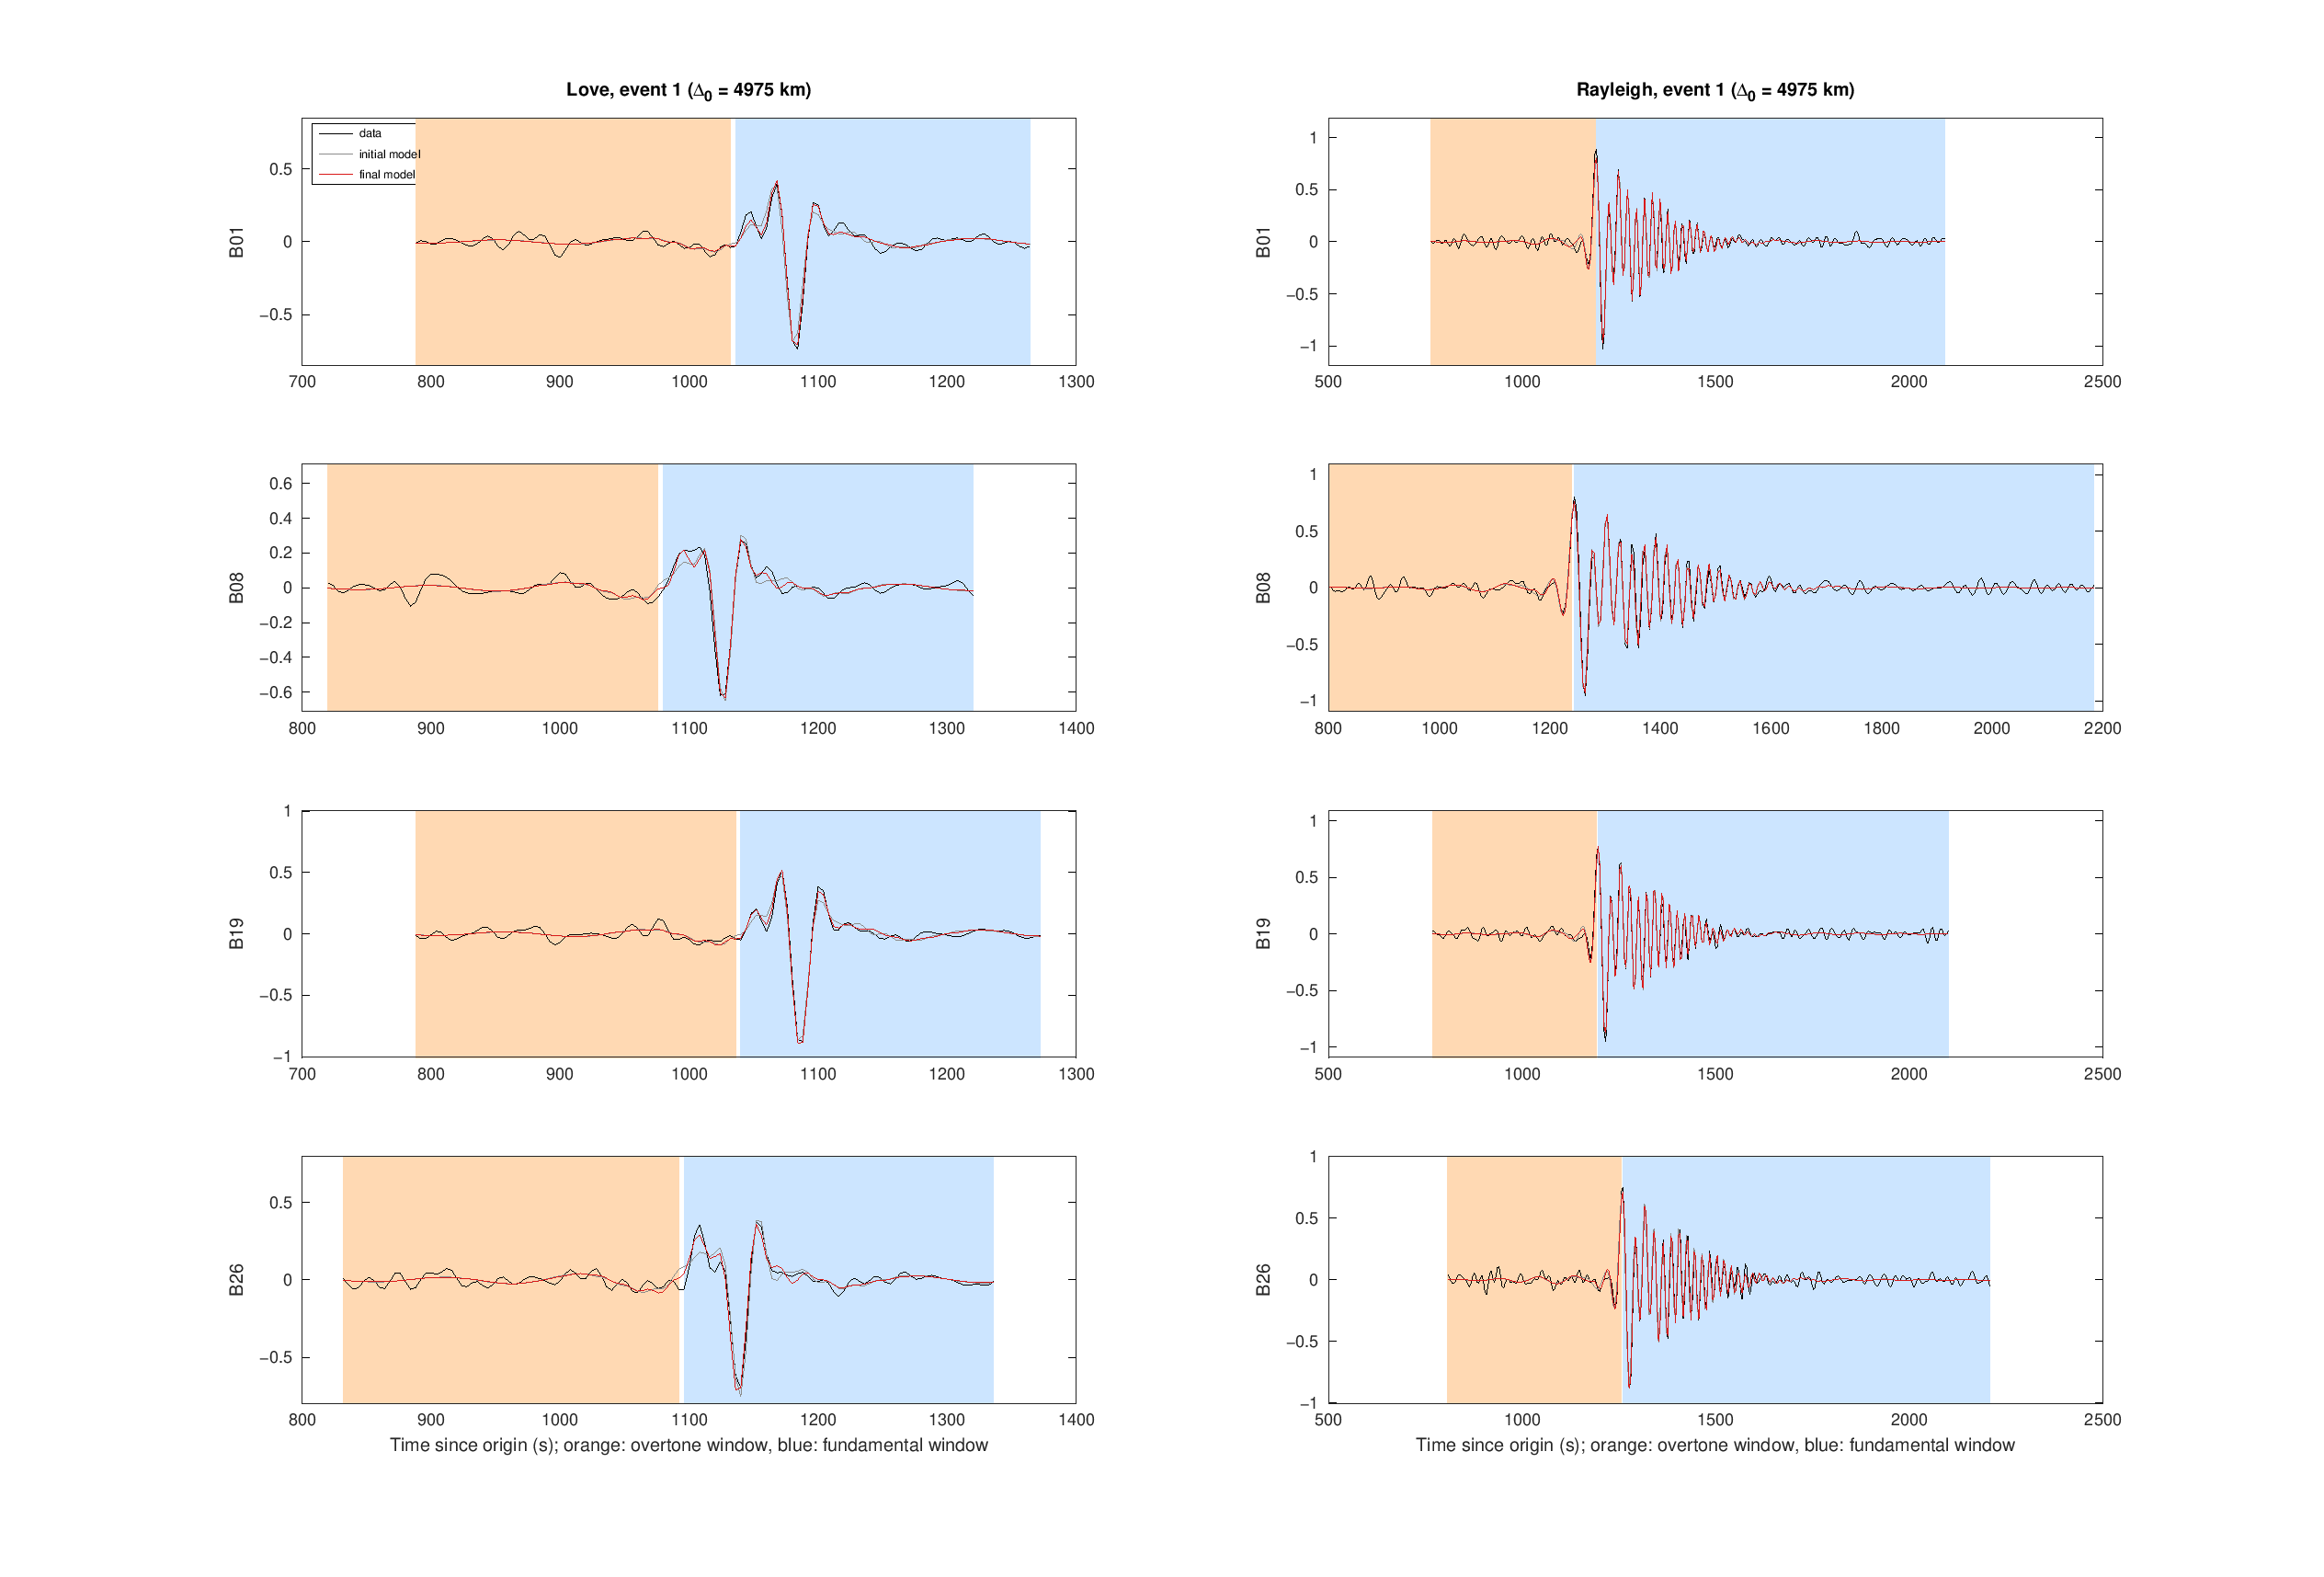 Love, event 1 (Δ0 = 4975 km)
data
initial model
final model
0.5
0
−0.5
B01
700 800 900 1000 1100 1200 1300
Rayleigh, event 1 (Δ0 = 4975 km)
1
0.5
0
−0.5
−1
B01
500 1000 1500 2000 2500
0.6
0.4
0.2
0
−0.2
−0.4
−0.6
B08
800 900 1000 1100 1200 1300 1400
1
0.5
0
−0.5
−1
B08
800 1000 1200 1400 1600 1800 2000 2200
1
0.5
0
−0.5
−1
B19
700 800 900 1000 1100 1200 1300
1
0.5
0
−0.5
−1
B19
500 1000 1500 2000 2500
0.5
0
−0.5
B26
800 900 1000 1100 1200 1300 1400
Time since origin (s); orange: overtone window, blue: fundamental window
1
0.5
0
−0.5
−1
B26
500 1000 1500 2000 2500
Time since origin (s); orange: overtone window, blue: fundamental window